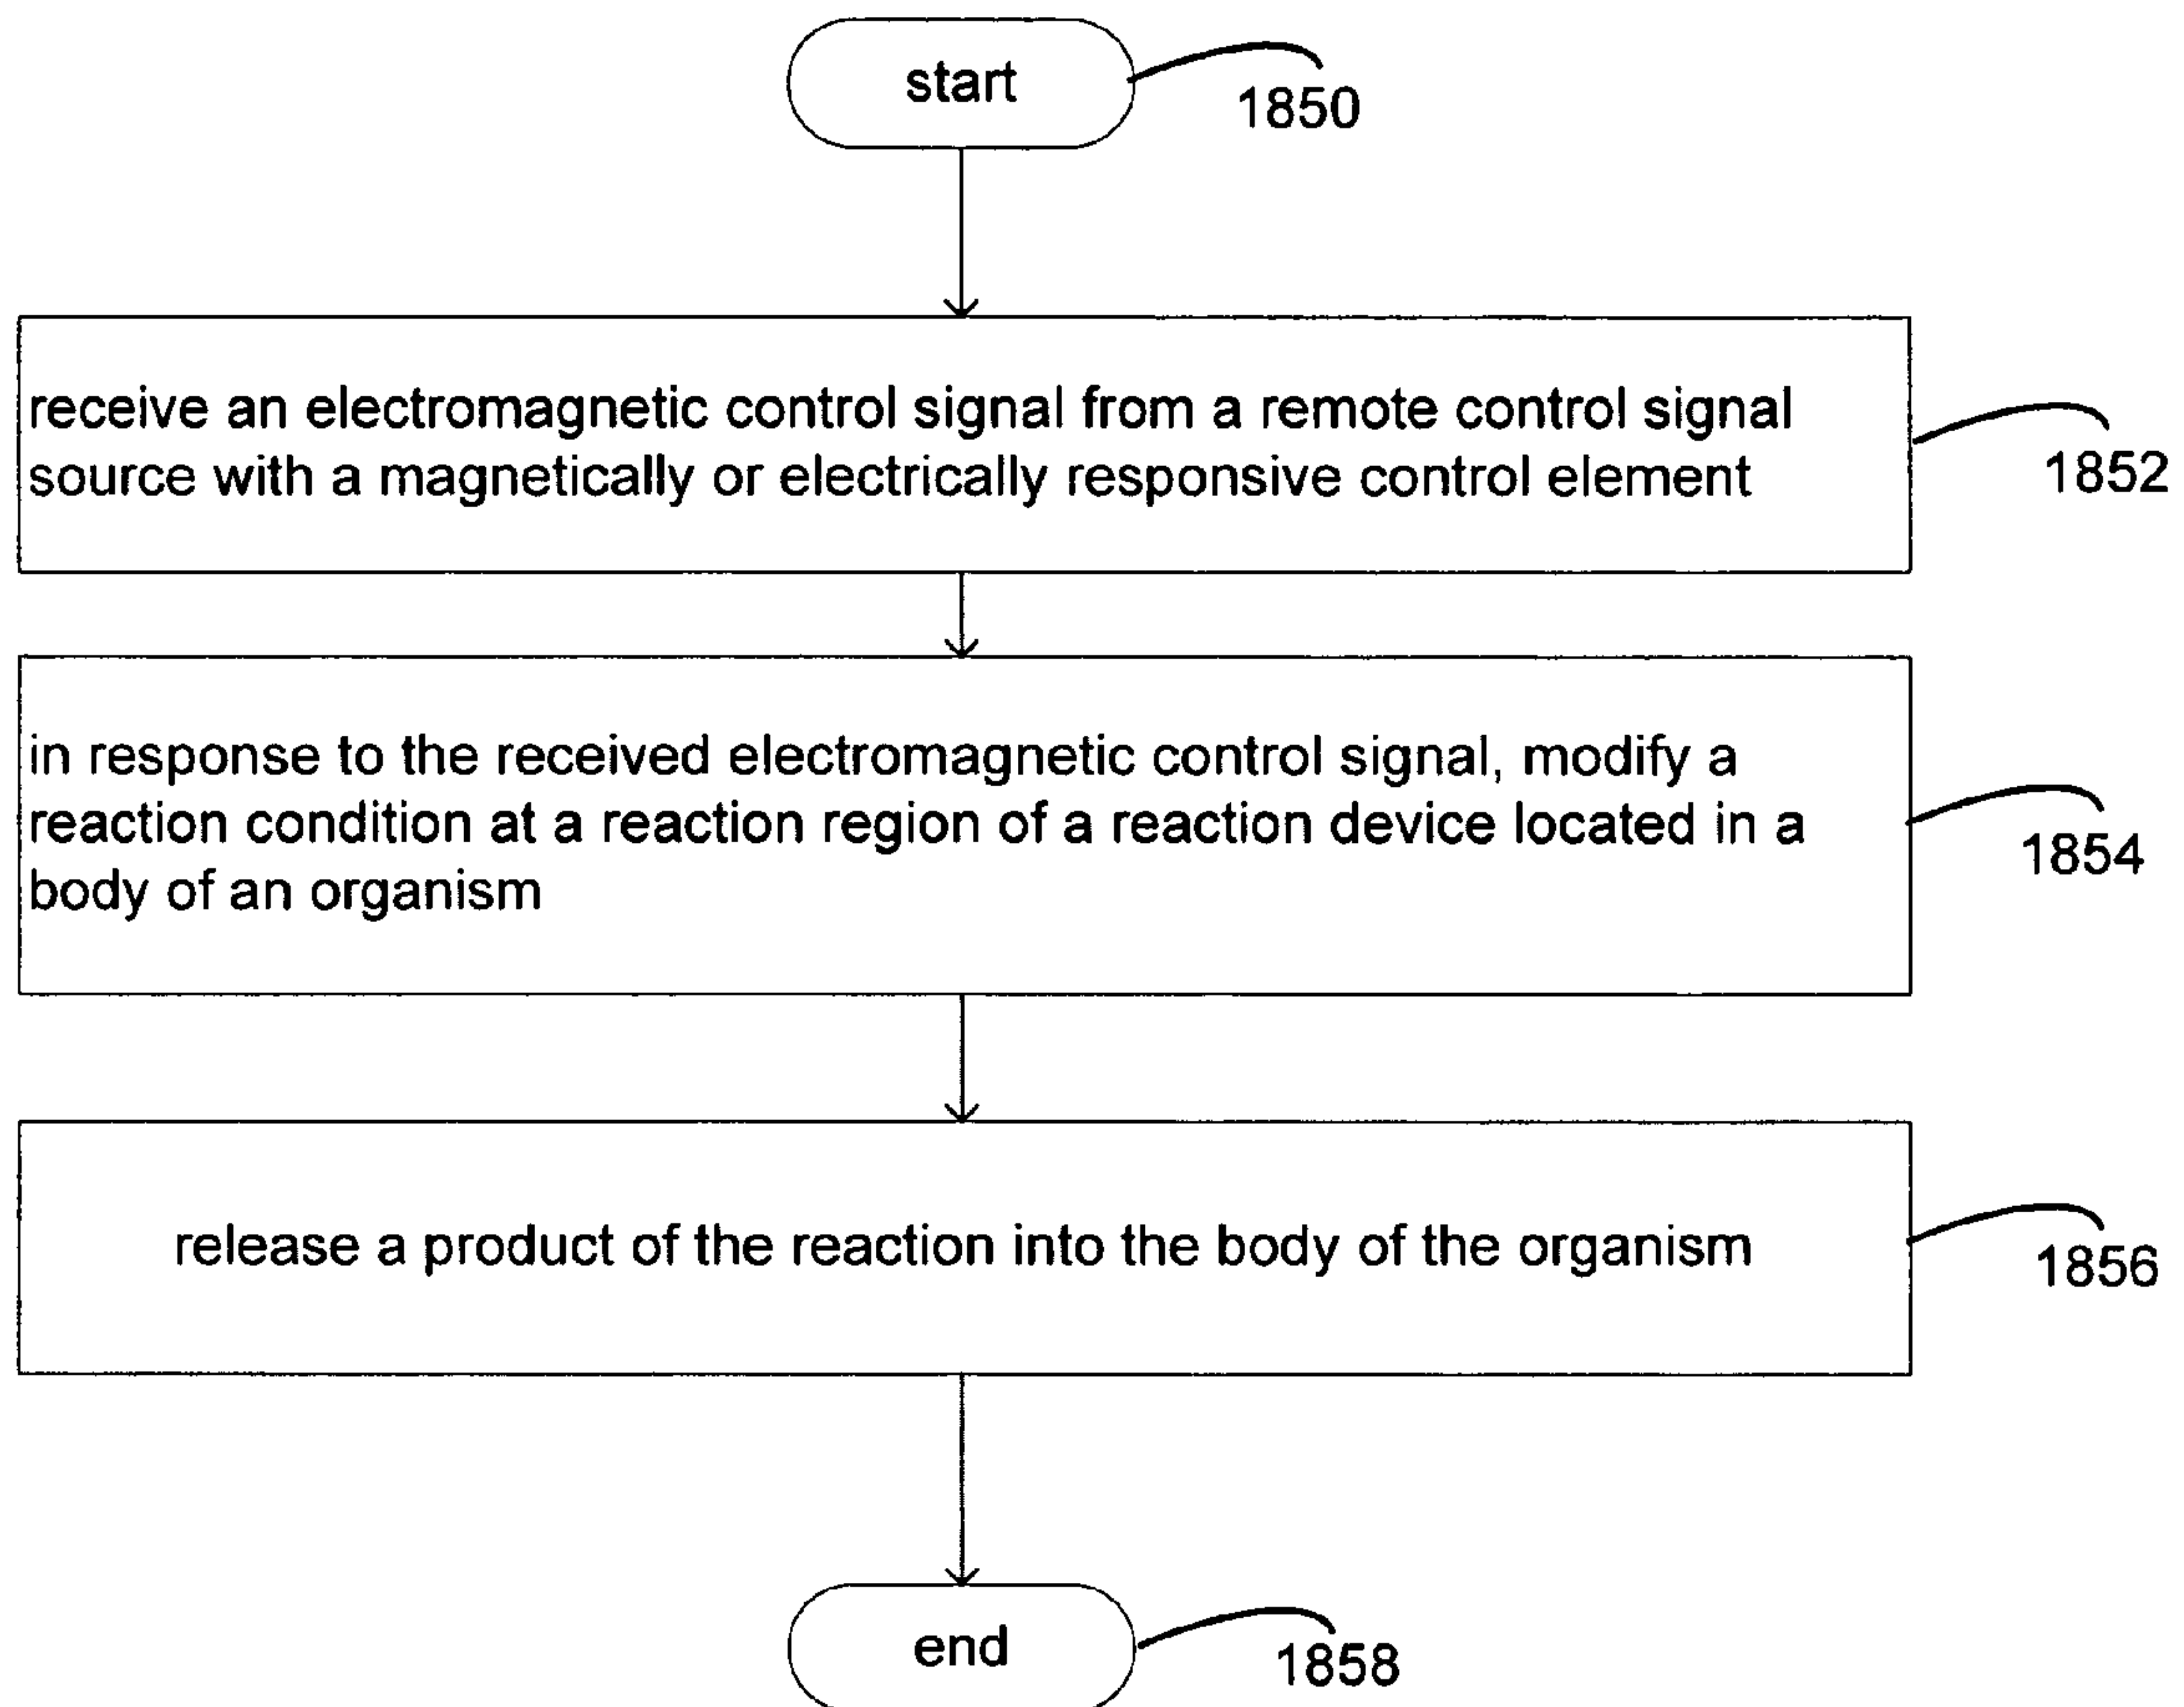 start
1850
receive an electromagnetic control signal from a remote control signal
source with a magnetically or electrically responsive control element
1852
in response to the received electromagnetic control signal, modify a
reaction condition at a reaction region of a reaction device located in a
body of an organism
1854
release a product of the reaction into the body of the organism
1856
end
1858